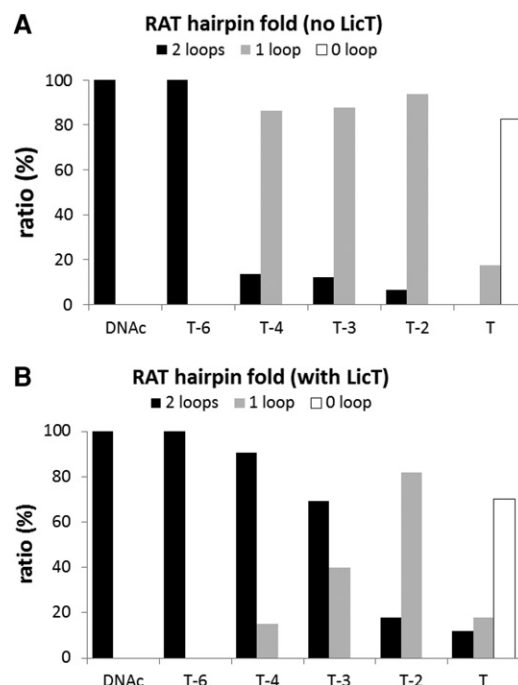 A
RAT hairpin fold (no LicT)
2 loops 1 loop 0 loop
100
80
60
40
20
0
ratio (%)
DNAc T-6 T-4 T-3 T-2 T
B
RAT hairpin fold (with LicT)
2 loops 1 loop 0 loop
100
80
60
40
20
0
ratio (%)
DNAc T-6 T-4 T-3 T-2 T